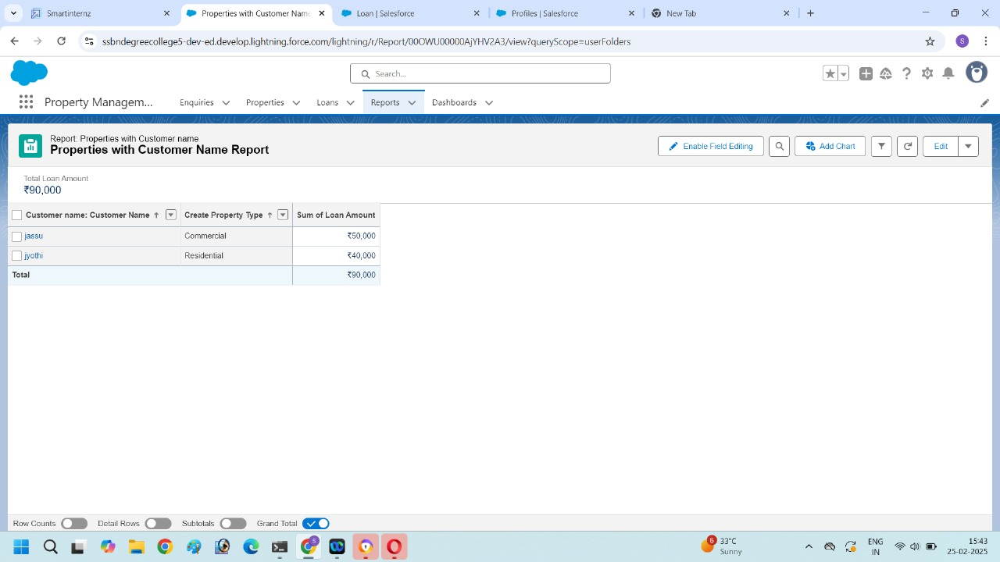 Smartinternz
Properties with Customer Name
Loan | Salesforce
Profiles | Salesforce
New Tab
ssbndegreecollege5-dev-ed.develop.lightning.force.com/lightning/r/Report/00OWU00000AjYHV2A3/view?queryScope=userFolders
S
Search...
Property Managem...
Enquiries
Properties
Loans
Reports
Dashboards
Report: Properties with Customer name
Properties with Customer Name Report
Enable Field Editing
Add Chart
Edit
Total Loan Amount
₹90,000
Customer name: Customer Name ↑ Create Property Type ↑ Sum of Loan Amount
jassu Commercial ₹50,000
jyothi Residential ₹40,000
Total ₹90,000
Row Counts Detail Rows Subtotals Grand Total
6
33°C
Sunny
ENG
IN
15:43
25-02-2025